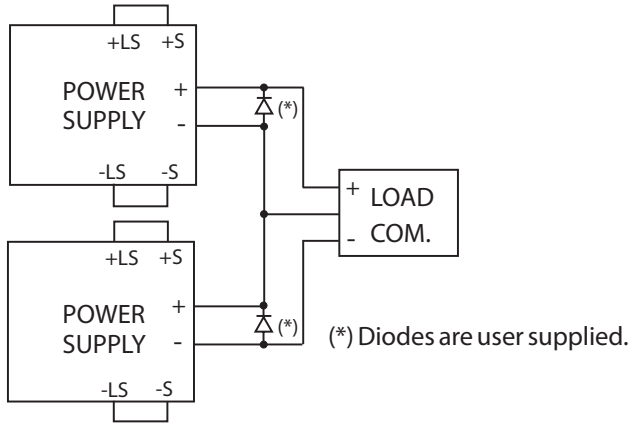 +LS +S
POWER +
SUPPLY -
(*)
-LS -S
+ LOAD
- COM.
+LS +S
POWER +
SUPPLY -
(*)
-LS -S
(*) Diodes are user supplied.